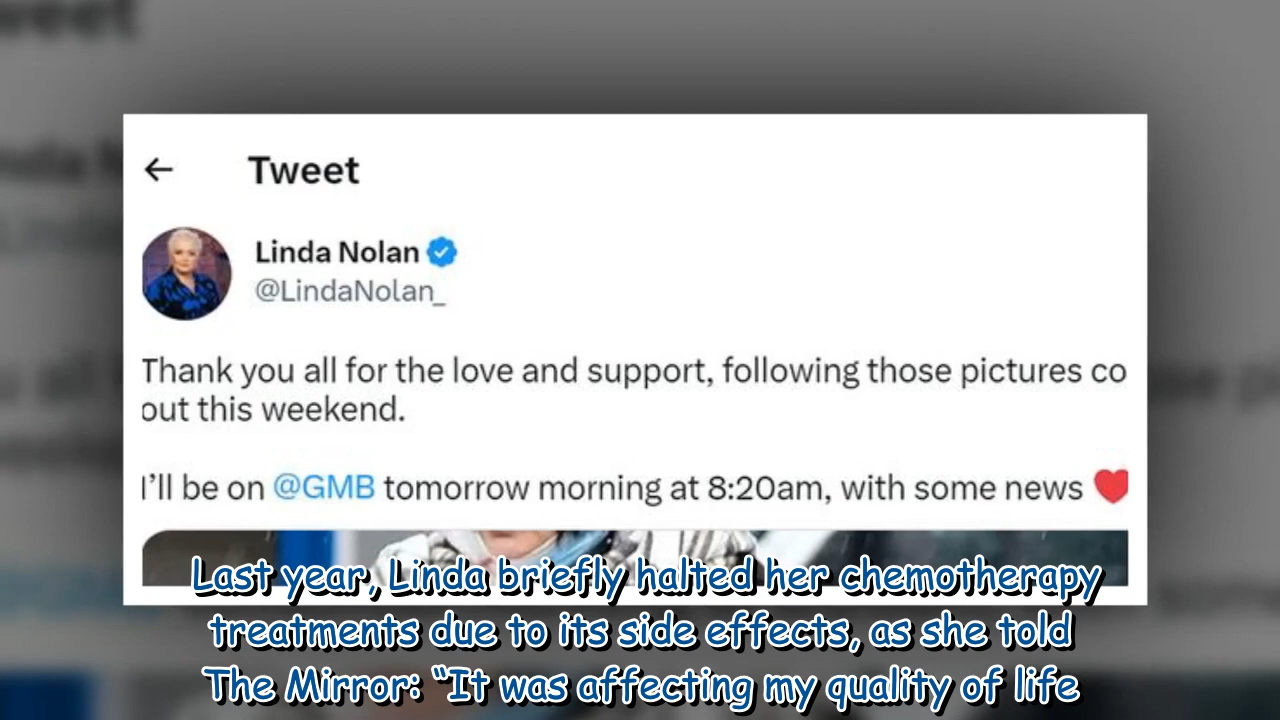 Tweet
Linda Nolan
@LindaNolan_
Thank you all for the love and support, following those pictures co
out this weekend.
I'll be on @GMB tomorrow morning at 8:20am, with some news
Last year, Linda briefly halted her chemotherapy
treatments due to its side effects, as she told
The Mirror: “It was affecting my quality of life